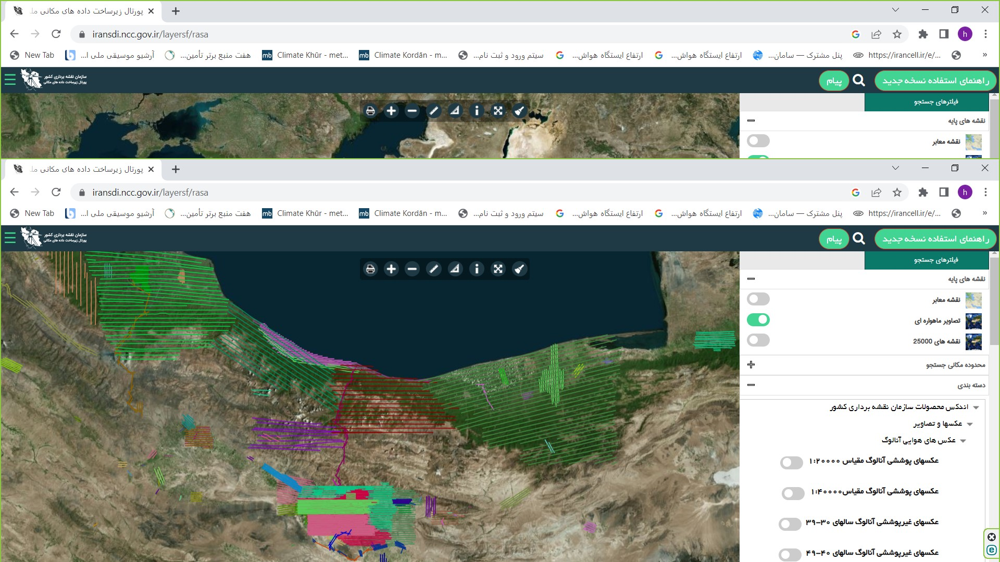 پورتال زیرساخت داده های مکانی مل
iransdi.ncc.gov.ir/layersf/rasa
New Tab
آرشیو موسیقی ملی ا...
هفت منبع برتر تأمین...
Climate Khūr - met...
Climate Kordān - m...
سیتم ورود و ثبت نام...
ارتفاع ایستگاه هواش...
ارتفاع ایستگاه هواش...
پنل مشترک — سامان...
https://irancell.ir/e/...
سازمان نقشه برداری کشور
پورتال زیرساخت داده های مکانی
پیام
راهنمای استفاده نسخه جدید
فیلترهای جستجو
نقشه های پایه
نقشه معابر
پورتال زیرساخت داده های مکانی مل
iransdi.ncc.gov.ir/layersf/rasa
New Tab
آرشیو موسیقی ملی ا...
هفت منبع برتر تأمین...
Climate Khūr - met...
Climate Kordān - m...
سیتم ورود و ثبت نام...
ارتفاع ایستگاه هواش...
ارتفاع ایستگاه هواش...
پنل مشترک — سامان...
https://irancell.ir/e/...
سازمان نقشه برداری کشور
پورتال زیرساخت داده های مکانی
پیام
راهنمای استفاده نسخه جدید
فیلترهای جستجو
نقشه های پایه
نقشه معابر
تصاویر ماهواره ای
نقشه های 25000
محدوده مکانی جستجو
دسته بندی
اندکس محصولات سازمان نقشه برداری کشور
عکسها و تصاویر
عکس های هوایی آنالوگ
عکسهای پوششی آنالوگ مقیاس ۱:۲۰۰۰۰
عکسهای پوششی آنالوگ مقیاس۱:۴۰۰۰۰
عکسهای غیرپوششی آنالوگ سالهای ۳۰-۳۹
عکسهای غیرپوششی آنالوگ سالهای ۴۰-۴۹